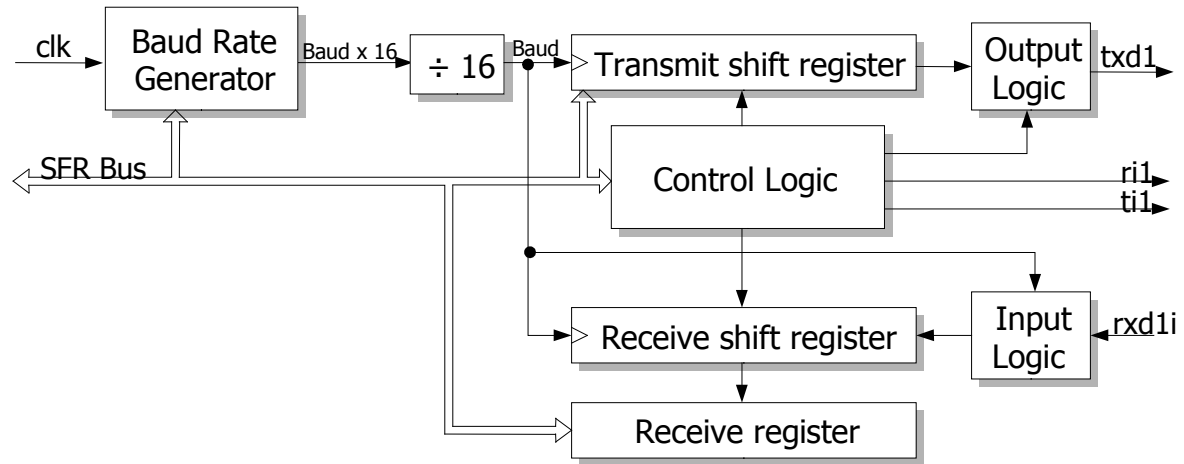 clk
Baud Rate
Generator
Baud x 16
÷ 16
Baud
Transmit shift register
Output
Logic
txd1
SFR Bus
Control Logic
ri1
ti1
Receive shift register
Input
Logic
rxd1i
Receive register